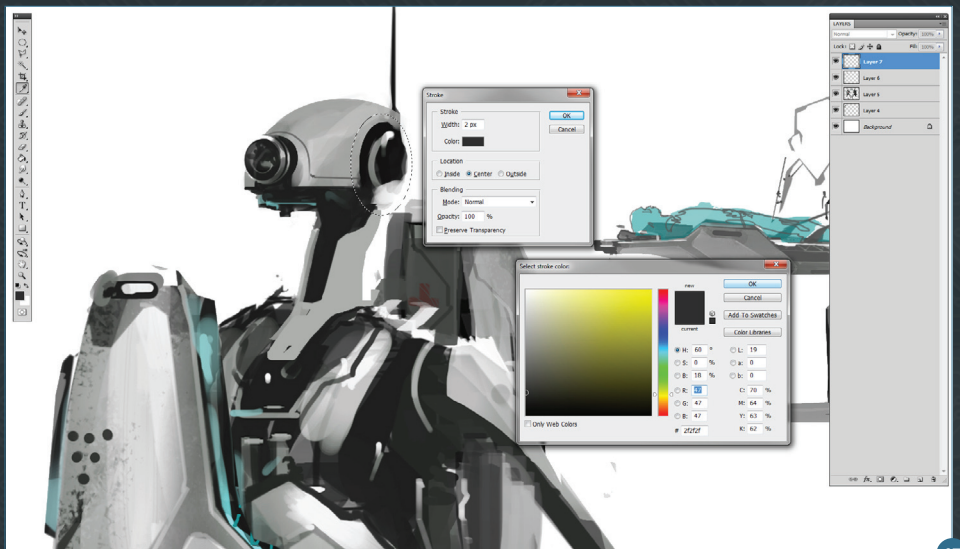 LAYERS
Normal
Opacity: 100%
Lock:
Fill: 100%
Layer 7
Layer 6
Layer 5
Layer 4
Background
Stroke
Stroke
Width: 2 px
OK
Color:
Cancel
Location
Inside Center Outside
Blending
Mode: Normal
Opacity: 100 %
Preserve Transparency
Select stroke color:
new
OK
Cancel
Add To Swatches
current
Color Libraries
H: 60 ° L: 19
S: 0 % a: 0
B: 18 % b: 0
R: 47 C: 70 %
G: 47 M: 64 %
B: 47 Y: 63 %
# 2f2f2f K: 62 %
Only Web Colors